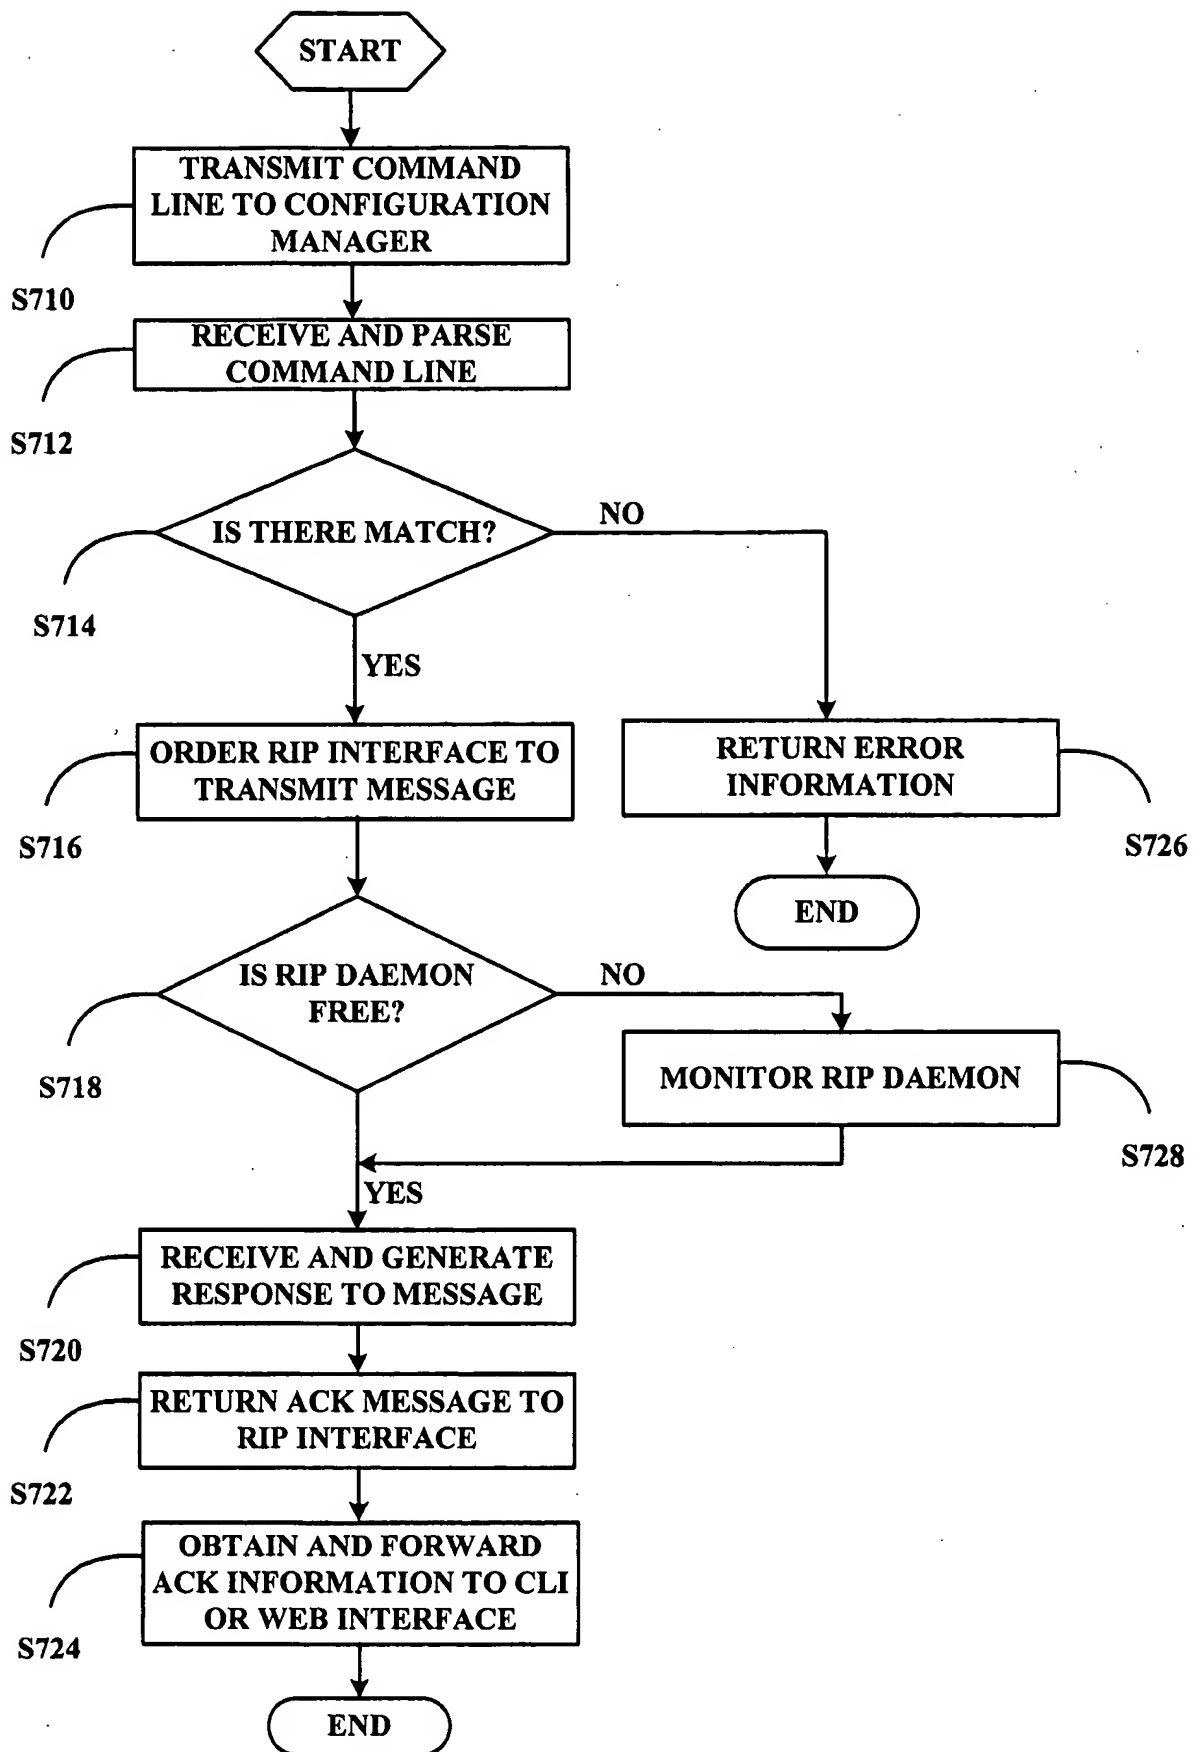 START
TRANSMIT COMMAND
LINE TO CONFIGURATION
MANAGER
S710
RECEIVE AND PARSE
COMMAND LINE
S712
IS THERE MATCH?
NO
S714
YES
ORDER RIP INTERFACE TO
TRANSMIT MESSAGE
S716
RETURN ERROR
INFORMATION
S726
END
IS RIP DAEMON
FREE?
NO
S718
MONITOR RIP DAEMON
S728
YES
RECEIVE AND GENERATE
RESPONSE TO MESSAGE
S720
RETURN ACK MESSAGE TO
RIP INTERFACE
S722
OBTAIN AND FORWARD
ACK INFORMATION TO CLI
OR WEB INTERFACE
S724
END